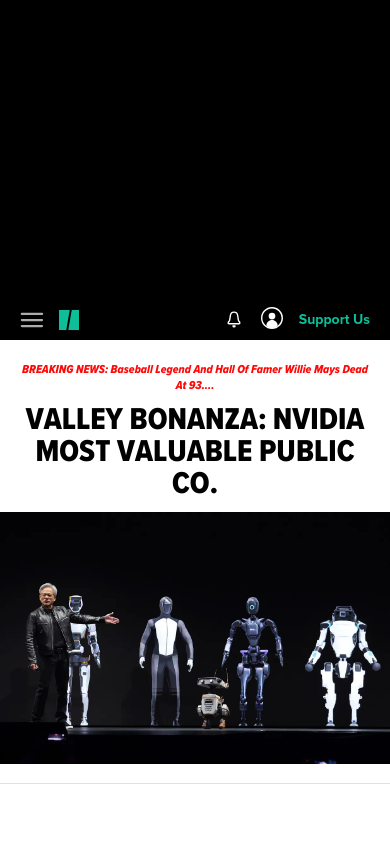 Support Us
BREAKING NEWS: Baseball Legend And Hall Of Famer Willie Mays Dead
At 93....
VALLEY BONANZA: NVIDIA
MOST VALUABLE PUBLIC
CO.